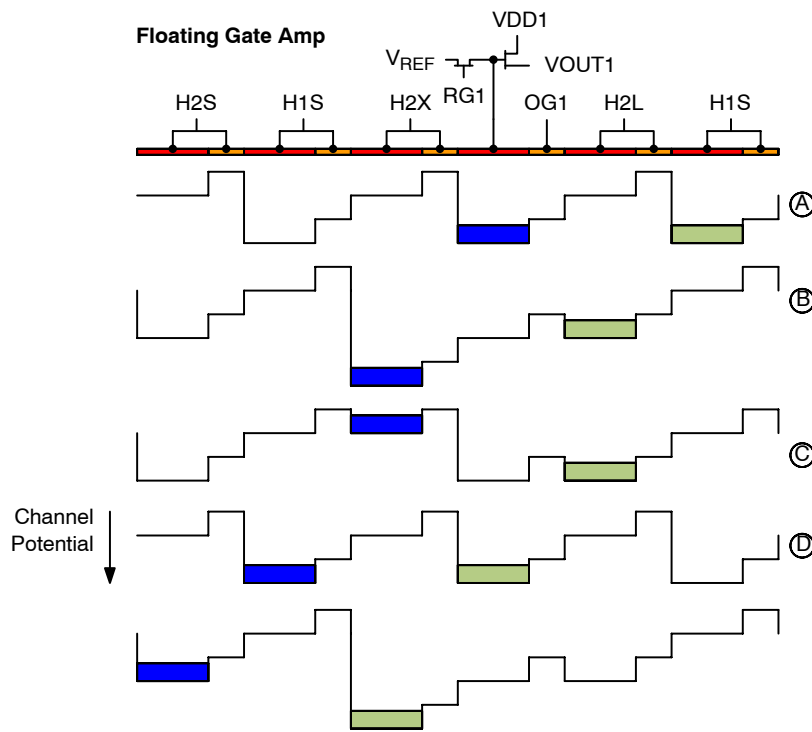 Floating Gate Amp
VDD1
VREF
VOUT1
RG1
H2S
H1S
H2X
OG1
H2L
H1S
A
B
C
Channel
Potential
D